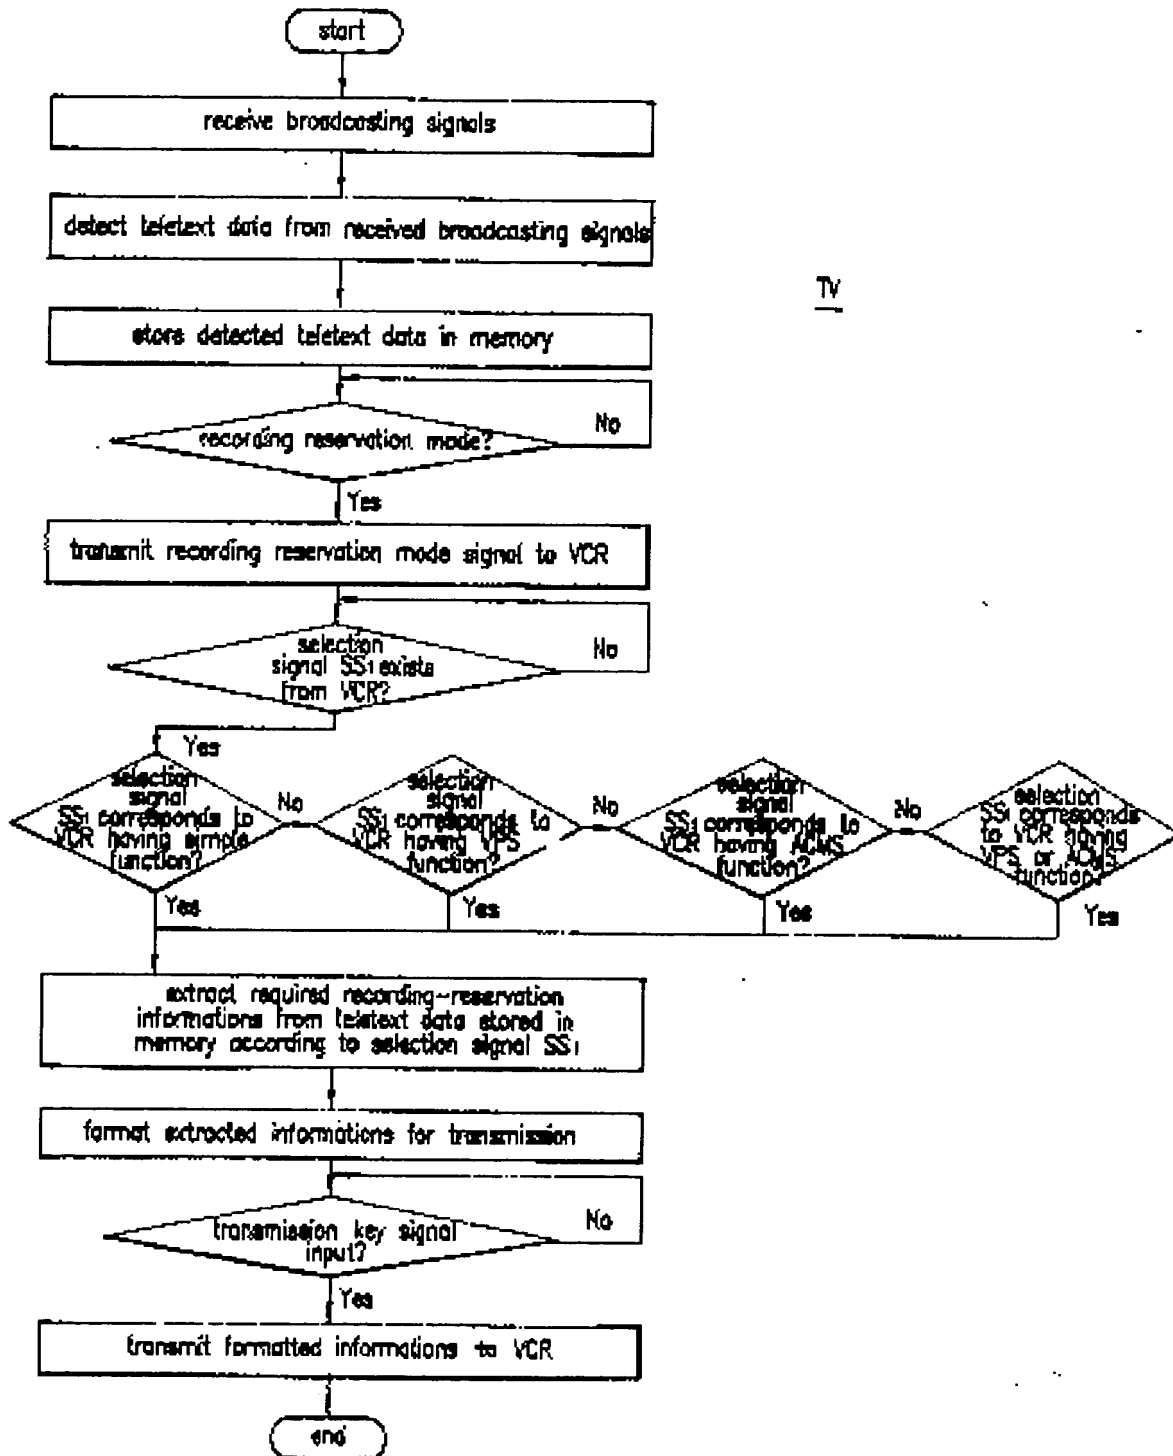 start
receive broadcasting signals
detect teletext data from received broadcasting signals
TV
store detected teletext data in memory
No
recording reservation mode?
Yes
transmit recording reservation mode signal to VCR
No
selection
signal SS1 exists
from VCR?
Yes
selection
signal
SS1 corresponds to
VCR having simple
function?
No
selection
signal
SS1 corresponds to
VCR having VPS
function?
No
selection
signal
SS1 corresponds to
VCR having ACMS
function?
No
selection
SS1 corresponds
to VCR having
VPS or ACMS
function.
Yes
Yes
Yes
Yes
extract required recording-reservation
informations from teletext data stored in
memory according to selection signal SS1
format extracted informations for transmission
No
transmission key signal
input?
Yes
transmit formatted informations to VCR
end